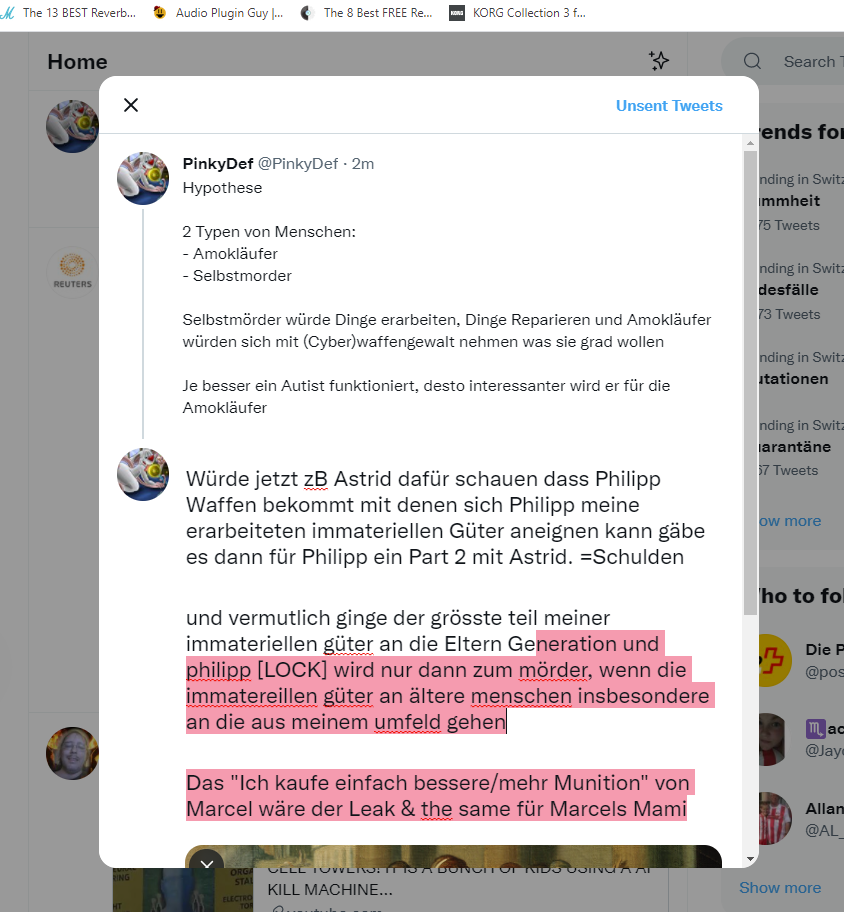 The 13 BEST Reverb...
Audio Plugin Guy |...
The 8 Best FREE Re...
KORG
KORG Collection 3 f...
Home
Search T
Unsent Tweets
PinkyDef @PinkyDef · 2m
Hypothese
2 Typen von Menschen:
- Amokläufer
- Selbstmorder
Selbstmörder würde Dinge erarbeiten, Dinge Reparieren und Amokläufer
würden sich mit (Cyber)waffengewalt nehmen was sie grad wollen
Je besser ein Autist funktioniert, desto interessanter wird er für die
Amokläufer
Würde jetzt zB Astrid dafür schauen dass Philipp
Waffen bekommt mit denen sich Philipp meine
erarbeiteten immateriellen Güter aneignen kann gäbe
es dann für Philipp ein Part 2 mit Astrid. =Schulden
und vermutlich ginge der grösste teil meiner
immateriellen güter an die Eltern Generation und
philipp [LOCK] wird nur dann zum mörder, wenn die
immatereillen güter an ältere menschen insbesondere
an die aus meinem umfeld gehen
Das "Ich kaufe einfach bessere/mehr Munition" von
Marcel wäre der Leak & the same für Marcels Mami
REUTERS
rends for
nding in Switz
ummheit
75 Tweets
nding in Switz
desfälle
73 Tweets
nding in Switz
utationen
nding in Switz
uarantäne
67 Tweets
ow more
ho to fol
Die P
@pos
ac
@Jayc
Allan
@AL_
Show more
CELL TOWERS! IT IS A BUNCH OF KIDS USING A AI
KILL MACHINE...
youtube.com